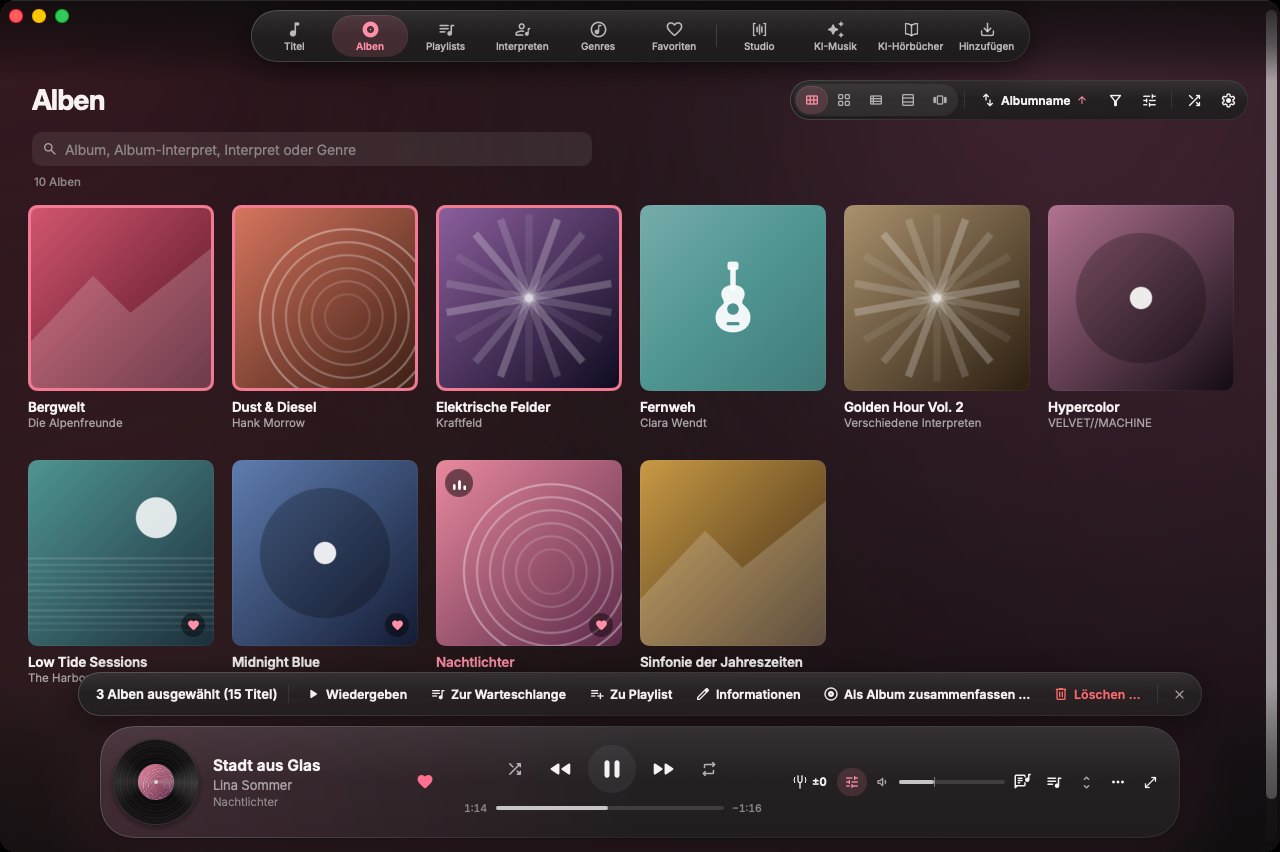 Titel
Alben
Playlists
Interpreten
Genres
Favoriten
Studio
KI-Musik
KI-Hörbücher
Hinzufügen
Alben
Albumname
Album, Album-Interpret, Interpret oder Genre
10 Alben
Bergwelt
Die Alpenfreunde
Dust & Diesel
Hank Morrow
Elektrische Felder
Kraftfeld
Fernweh
Clara Wendt
Golden Hour Vol. 2
Verschiedene Interpreten
Hypercolor
VELVET//MACHINE
Low Tide Sessions
The Harbo
Midnight Blue
Nachtlichter
Sinfonie der Jahreszeiten
3 Alben ausgewählt (15 Titel)
Wiedergeben
Zur Warteschlange
Zu Playlist
Informationen
Als Album zusammenfassen ...
Löschen ...
Stadt aus Glas
Lina Sommer
Nachtlichter
1:14
−1:16
±0